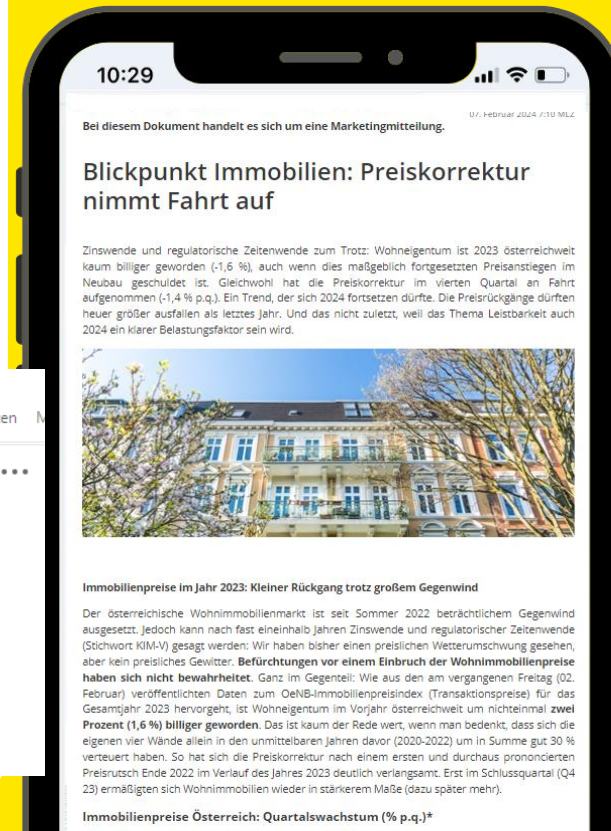 10:29
07. Februar 2024 7:10 MEZ
Bei diesem Dokument handelt es sich um eine Marketingmitteilung.
Blickpunkt Immobilien: Preiskorrektur
nimmt Fahrt auf
Zinswende und regulatorische Zeitenwende zum Trotz: Wohneigentum ist 2023 österreichweit
kaum billiger geworden (-1,6 %), auch wenn dies maßgeblich fortgesetzten Preisanstiegen im
Neubau geschuldet ist. Gleichwohl hat die Preiskorrektur im vierten Quartal an Fahrt
aufgenommen (-1,4 % p.q.). Ein Trend, der sich 2024 fortsetzen dürfte. Die Preisrückgänge dürften
heuer größer ausfallen als letztes Jahr. Und das nicht zuletzt, weil das Thema Leistbarkeit auch
2024 ein klarer Belastungsfaktor sein wird.
en M
Immobilienpreise im Jahr 2023: Kleiner Rückgang trotz großem Gegenwind
Der österreichische Wohnimmobilienmarkt ist seit Sommer 2022 beträchtlichem Gegenwind
ausgesetzt. Jedoch kann nach fast eineinhalb Jahren Zinswende und regulatorischer Zeitenwende
(Stichwort KIM-V) gesagt werden: Wir haben bisher einen preislichen Wetterumschwung gesehen,
aber kein preisliches Gewitter. Befürchtungen vor einem Einbruch der Wohnimmobilienpreise
haben sich nicht bewahrheitet. Ganz im Gegenteil: Wie aus den am vergangenen Freitag (02.
Februar) veröffentlichten Daten zum OeNB-Immobilienpreisindex (Transaktionspreise) für das
Gesamtjahr 2023 hervorgeht, ist Wohneigentum im Vorjahr österreichweit um nichteinmal zwei
Prozent (1,6 %) billiger geworden. Das ist kaum der Rede wert, wenn man bedenkt, dass sich die
eigenen vier Wände allein in den unmittelbaren Jahren davor (2020-2022) um in Summe gut 30 %
verteuert haben. So hat sich die Preiskorrektur nach einem ersten und durchaus prononcierten
Preisrutsch Ende 2022 im Verlauf des Jahres 2023 deutlich verlangsamt. Erst im Schlussquartal (Q4
23) ermäßigten sich Wohnimmobilien wieder in stärkerem Maße (dazu später mehr).
Immobilienpreise Österreich: Quartalswachstum (% p.q.)*